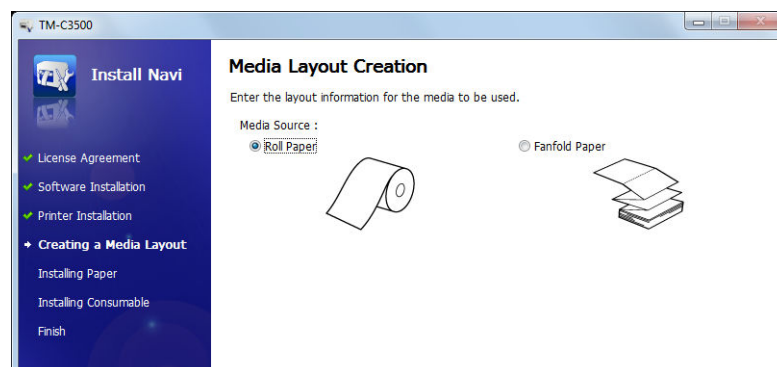 TM-C3500
Install Navi
License Agreement
Software Installation
Printer Installation
Creating a Media Layout
Installing Paper
Installing Consumable
Finish
Media Layout Creation
Enter the layout information for the media to be used.
Media Source :
Roll Paper
Fanfold Paper